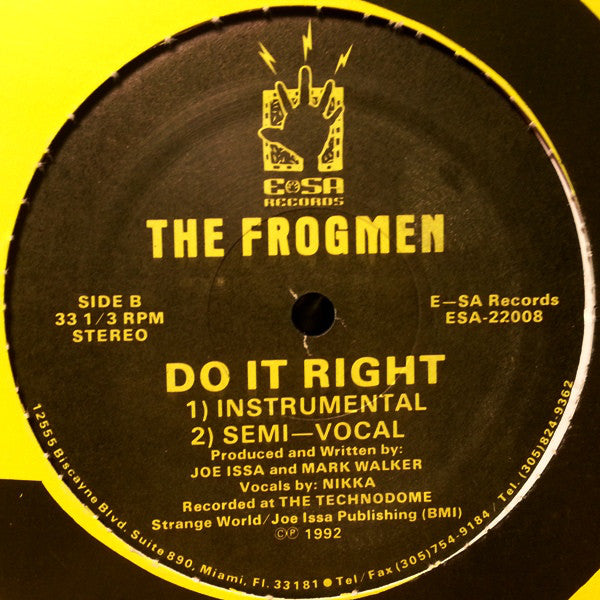 E-SA
RECORDS
THE FROGMEN
SIDE B
33 1/3 RPM
STEREO
E—SA Records
ESA-22008
DO IT RIGHT
1) INSTRUMENTAL
2) SEMI—VOCAL
Produced and Written by:
JOE ISSA and MARK WALKER
Vocals by: NIKKA
Recorded at THE TECHNODOME
Strange World/Joe Issa Publishing (BMI)
©℗ 1992
12555 Biscayne Blvd. Suite 890, Miami, Fl. 33181 ● Tel/Fax (305)754-9184 / Tel. (305)824-9362